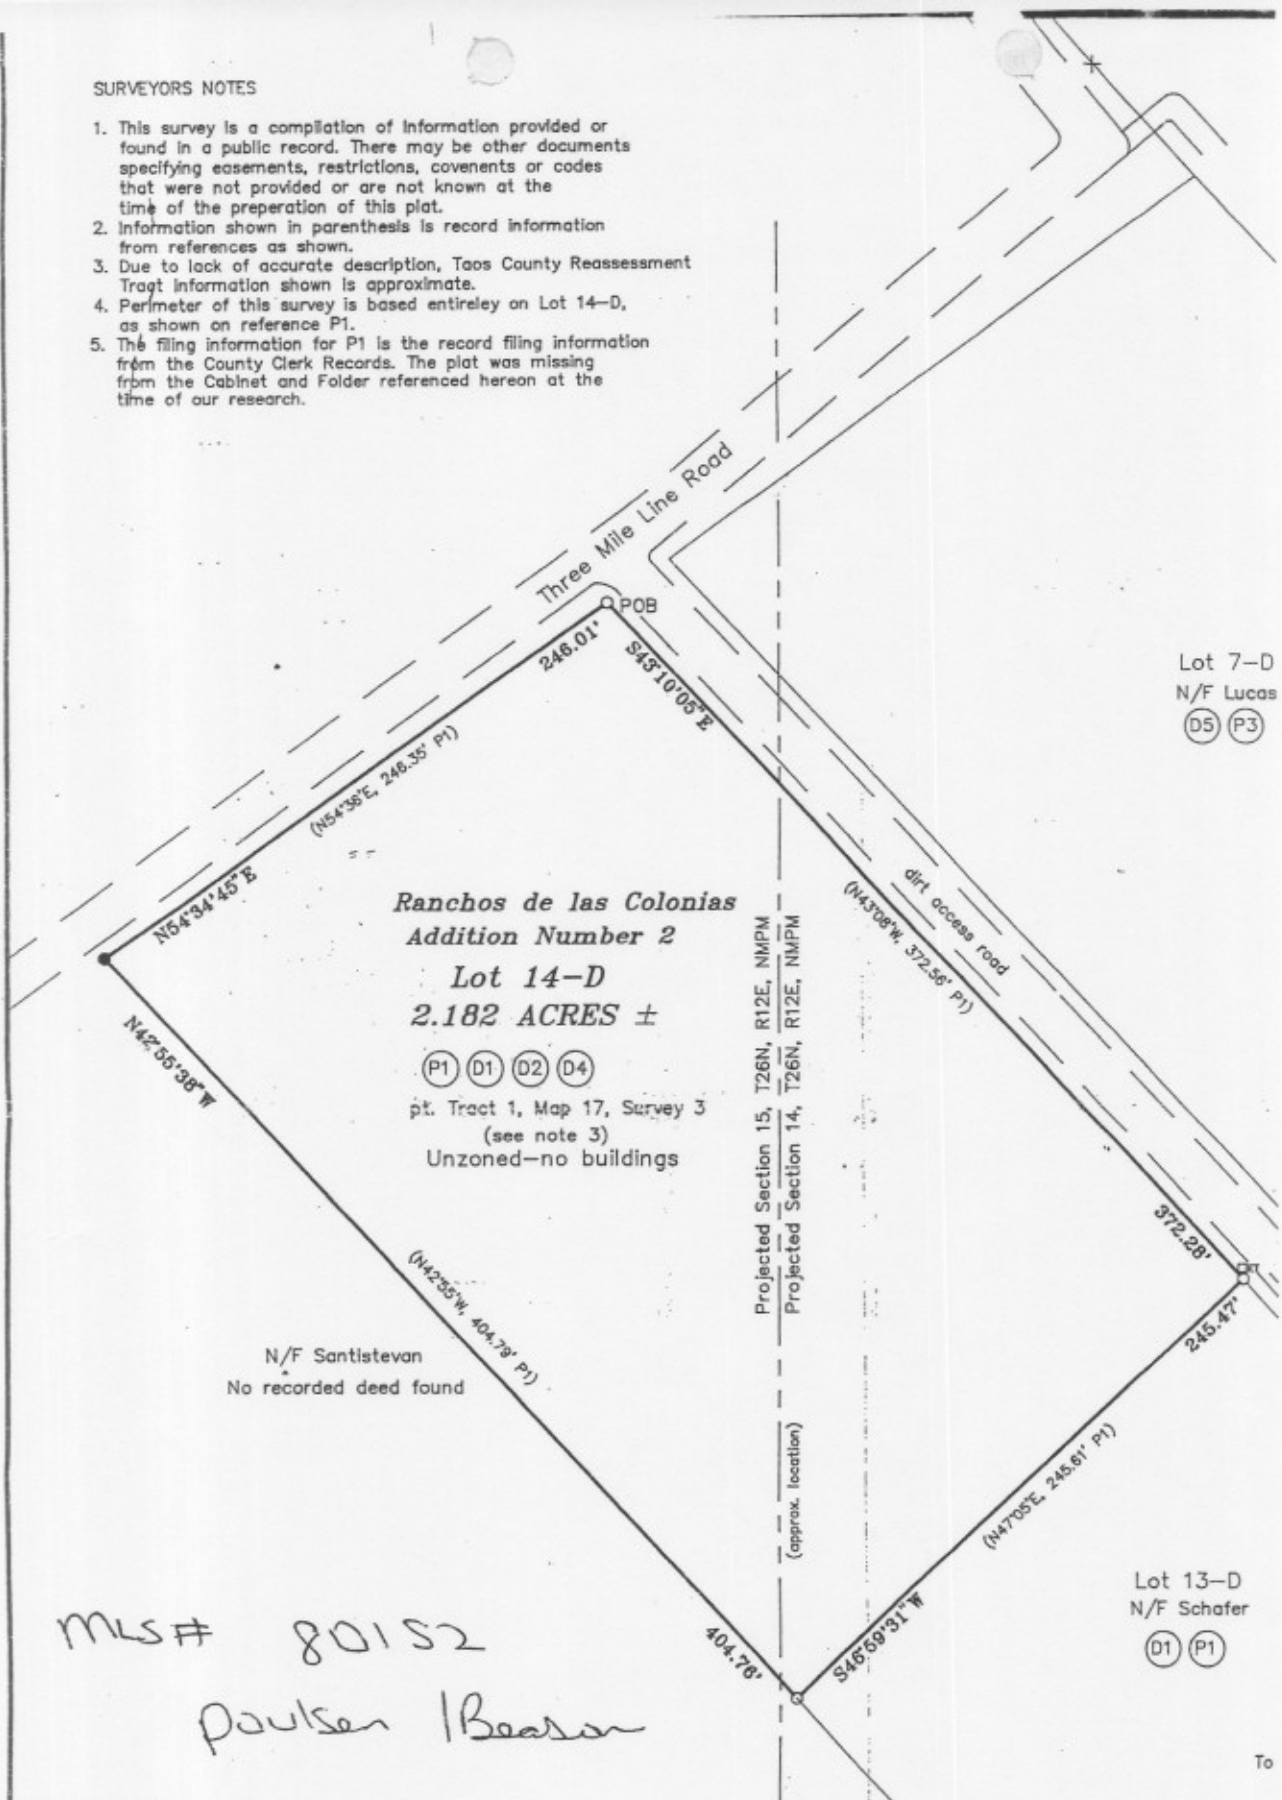 SURVEYORS NOTES
1. This survey is a compilation of information provided or
found in a public record. There may be other documents
specifying easements, restrictions, covenents or codes
that were not provided or are not known at the
time of the preperation of this plat.
2. Information shown in parenthesis is record information
from references as shown.
3. Due to lack of accurate description, Taos County Reassessment
Tract information shown is approximate.
4. Perimeter of this survey is based entireley on Lot 14-D,
as shown on reference P1.
5. The filing information for P1 is the record filing information
from the County Clerk Records. The plat was missing
from the Cabinet and Folder referenced hereon at the
time of our research.
Three Mile Line Road
POB
246.01'
S43°10'05"E
Lot 7-D
N/F Lucas
D5 P3
(N54°36'E, 246.35' P1)
N54°34'45"E
dirt access road
(N43°08'W, 372.56' P1)
Ranchos de las Colonias
Addition Number 2
Lot 14-D
2.182 ACRES ±
P1 D1 D2 D4
pt. Tract 1, Map 17, Survey 3
(see note 3)
Unzoned-no buildings
Projected Section 15, T26N, R12E, NMPM
Projected Section 14, T26N, R12E, NMPM
N42°55'38"W
372.28'
245.47'
(N42°55'W, 404.79' P1)
N/F Santistevan
No recorded deed found
(approx. location)
(N47°05'E, 245.61' P1)
Lot 13-D
N/F Schafer
D1 P1
S46°59'31"W
404.76'
MLS# 80152
Paulsen /Beason
To